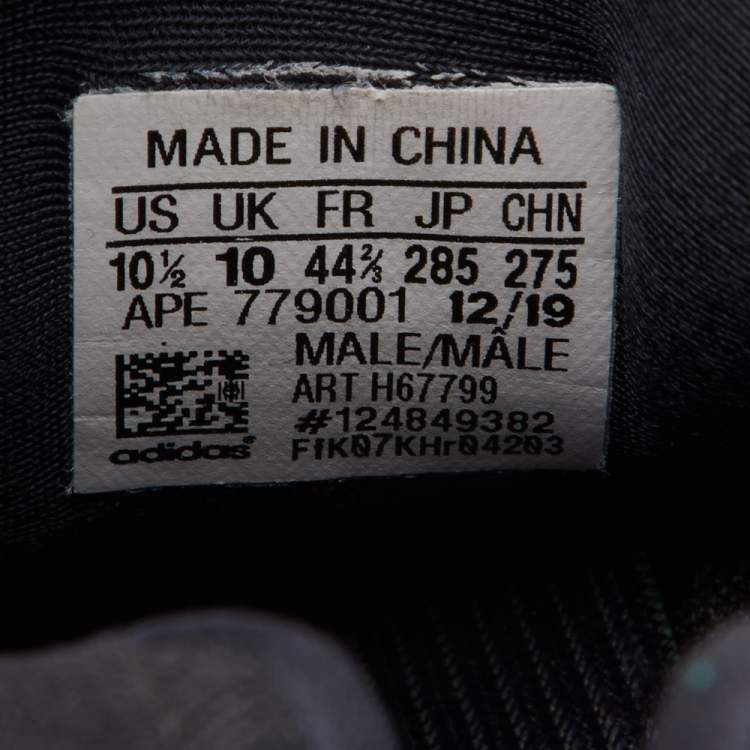 MADE IN CHINA
US UK FR JP CHN
10½ 10 44⅔ 285 275
APE 779001 12/19
MALE/MÂLE
ART H67799
#124849382
adidas FfK07KHr04203